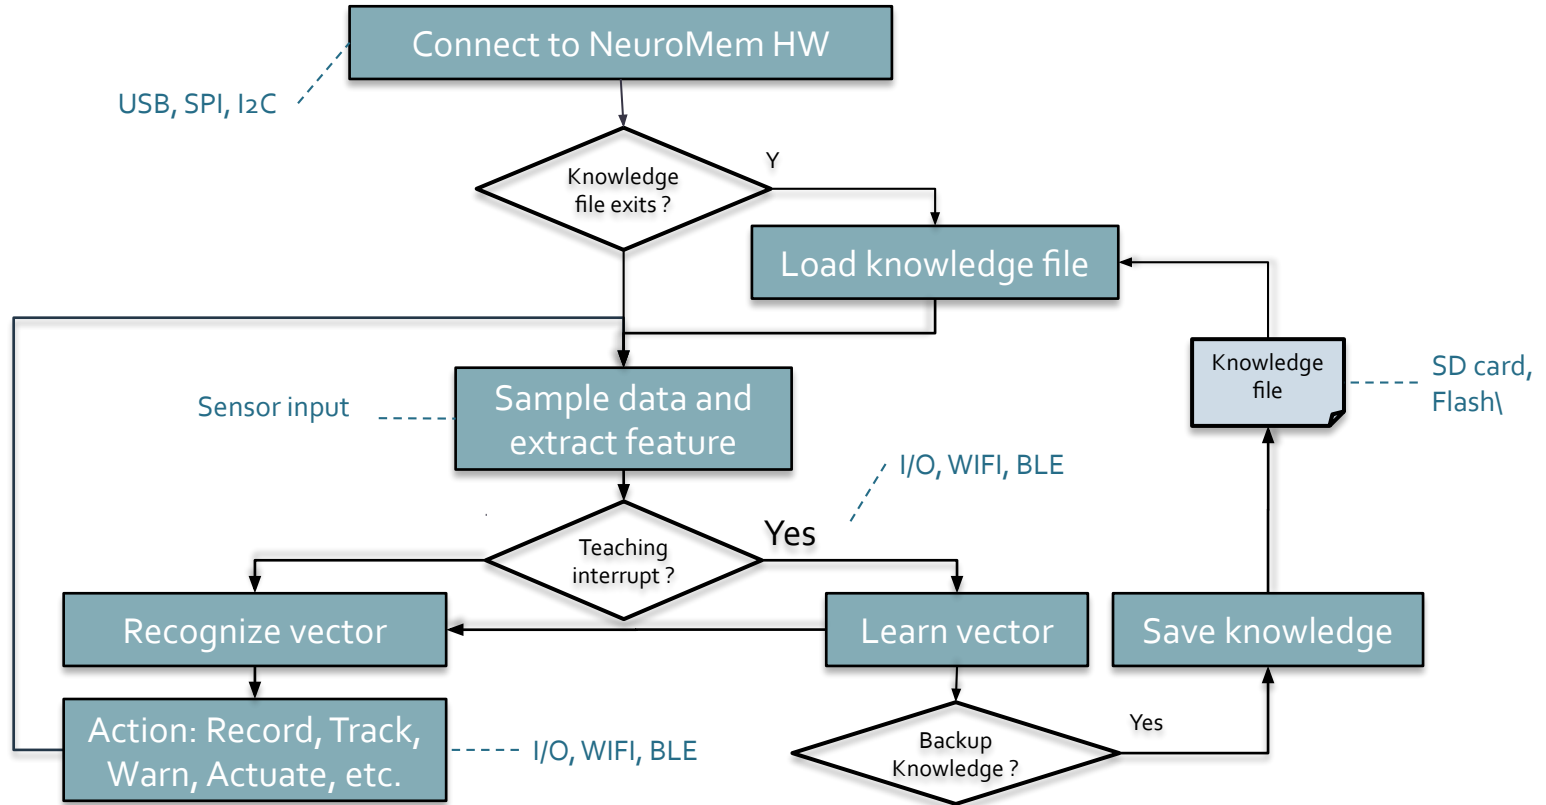 Connect to NeuroMem HW
USB, SPI, I2C
Y
Knowledge
file exits ?
Load knowledge file
Knowledge
file
SD card,
Flash\
Sample data and
extract feature
Sensor input
I/O, WIFI, BLE
Yes
Teaching
interrupt ?
Recognize vector
Learn vector
Save knowledge
Action: Record, Track,
Warn, Actuate, etc.
I/O, WIFI, BLE
Yes
Backup
Knowledge ?